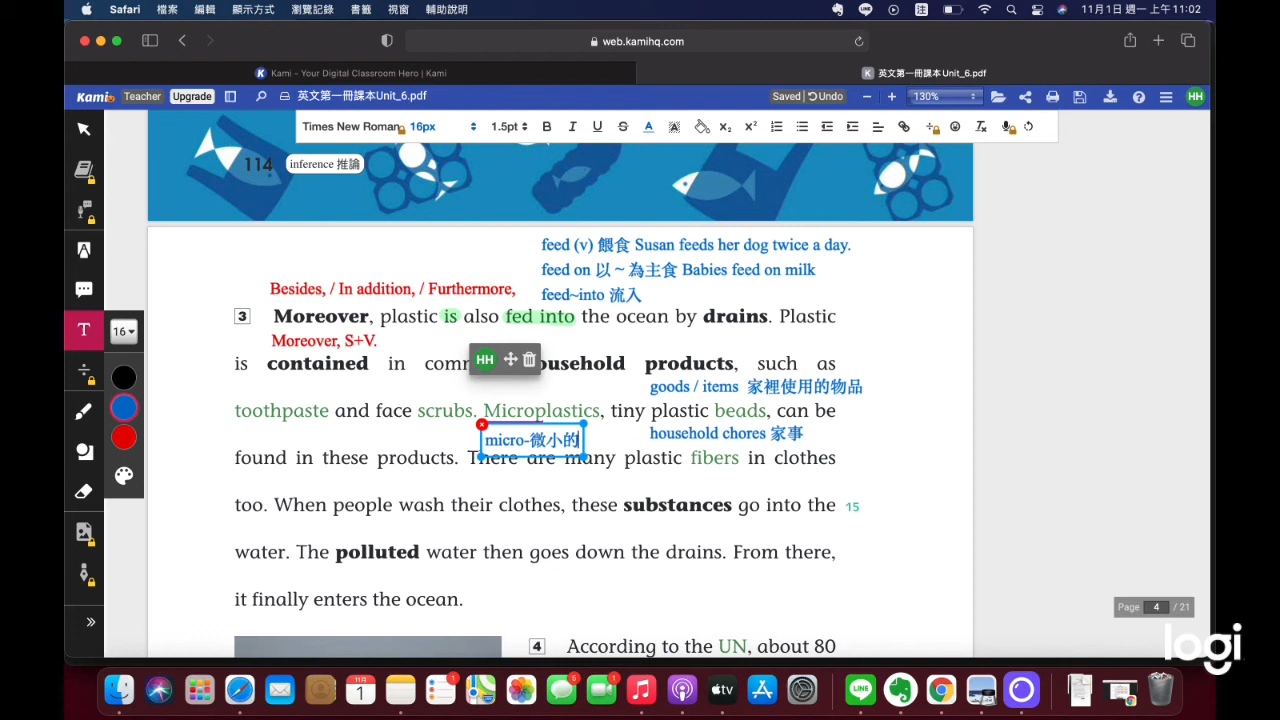 Safari 檔案 編輯 顯示方式 瀏覽記錄 書籤 視窗 輔助說明 注 11月1日 週一 上午11:02
web.kamihq.com
Kami - Your Digital Classroom Hero | Kami
K 英文第一冊課本Unit_6.pdf
Kami Teacher Upgrade 英文第一冊課本Unit_6.pdf Saved Undo 130% HH
Times New Roman 16px 1.5pt B I U S A
114 inference 推論
feed (v) 餵食 Susan feeds her dog twice a day.
feed on 以 ~ 為主食 Babies feed on milk
Besides, / In addition, / Furthermore,
feed~into 流入
3 Moreover, plastic is also fed into the ocean by drains. Plastic
Moreover, S+V.
HH
is contained in comm ousehold products, such as
goods / items 家裡使用的物品
toothpaste and face scrubs. Microplastics, tiny plastic beads, can be
micro-微小的
household chores 家事
found in these products. There are many plastic fibers in clothes
too. When people wash their clothes, these substances go into the 15
water. The polluted water then goes down the drains. From there,
it finally enters the ocean.
4 According to the UN, about 80
T 16
Page 4 / 21
logi